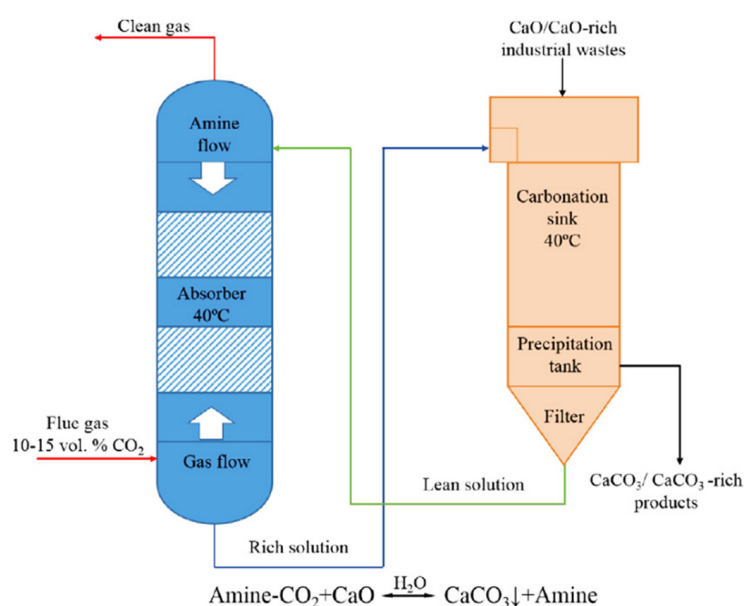 Clean gas
CaO/CaO-rich
industrial wastes
Amine
flow
Carbonation
sink
40ºC
Absorber
40ºC
Precipitation
tank
Filter
Flue gas
10-15 vol. % CO₂
Gas flow
Lean solution
CaCO₃/ CaCO₃-rich
products
Rich solution
H₂O
Amine-CO₂+CaO ⟷ CaCO₃↓+Amine